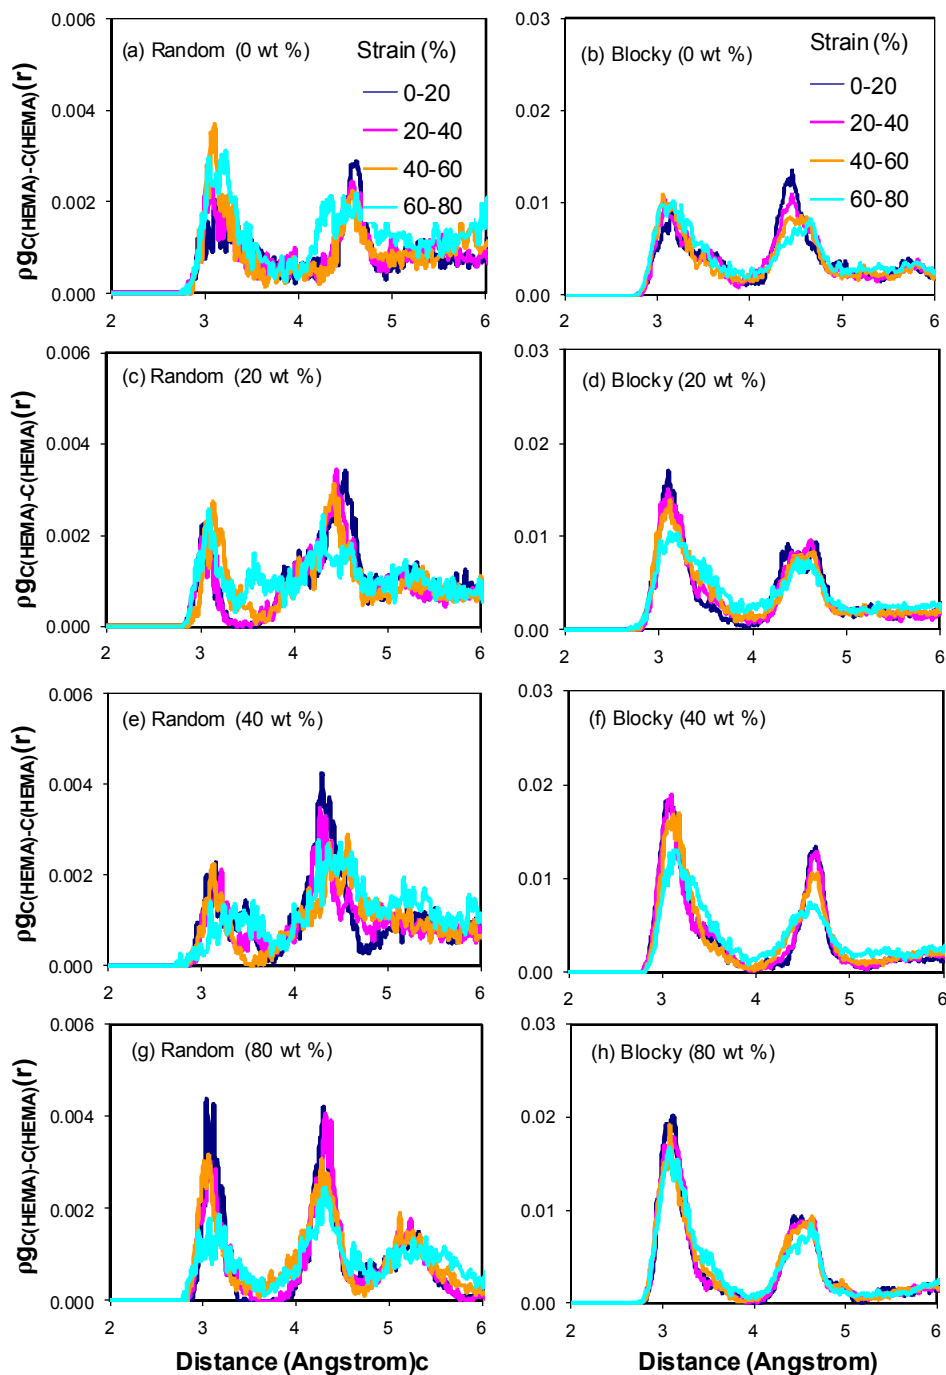 ρgC(HEMA)-C(HEMA)(r)
0.006
0.004
0.002
0.000
(a) Random (0 wt %)
Strain (%)
0-20
20-40
40-60
60-80
2 3 4 5 6
0.03
0.02
0.01
0.00
(b) Blocky (0 wt %)
Strain (%)
0-20
20-40
40-60
60-80
2 3 4 5 6
ρgC(HEMA)-C(HEMA)(r)
0.006
0.004
0.002
0.000
(c) Random (20 wt %)
2 3 4 5 6
0.03
0.02
0.01
0.00
(d) Blocky (20 wt %)
2 3 4 5 6
ρgC(HEMA)-C(HEMA)(r)
0.006
0.004
0.002
0.000
(e) Random (40 wt %)
2 3 4 5 6
0.03
0.02
0.01
0.00
(f) Blocky (40 wt %)
2 3 4 5 6
ρgC(HEMA)-C(HEMA)(r)
0.006
0.004
0.002
0.000
(g) Random (80 wt %)
2 3 4 5 6
Distance (Angstrom)c
0.03
0.02
0.01
0.00
(h) Blocky (80 wt %)
2 3 4 5 6
Distance (Angstrom)